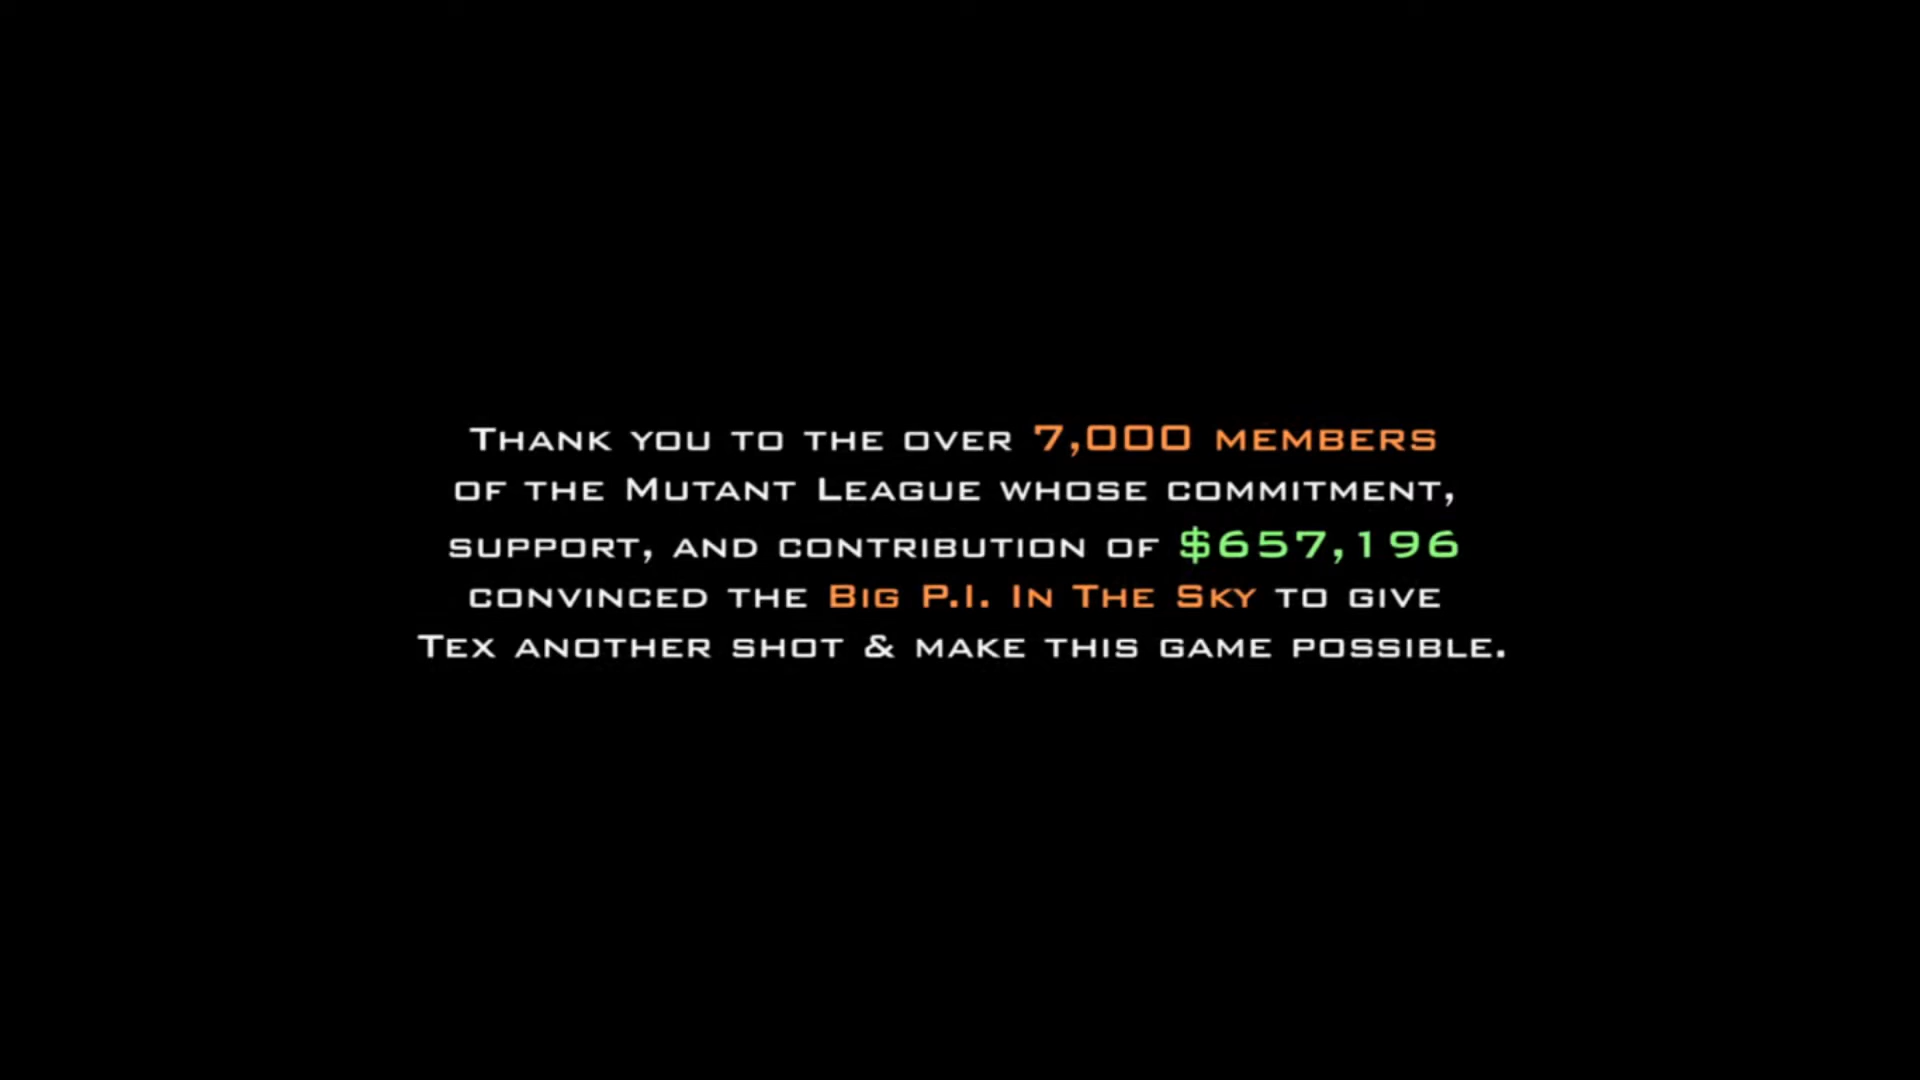 Thank you to the over 7,000 members
of the Mutant League whose commitment,
support, and contribution of $657,196
convinced the Big P.I. In The Sky to give
Tex another shot & make this game possible.